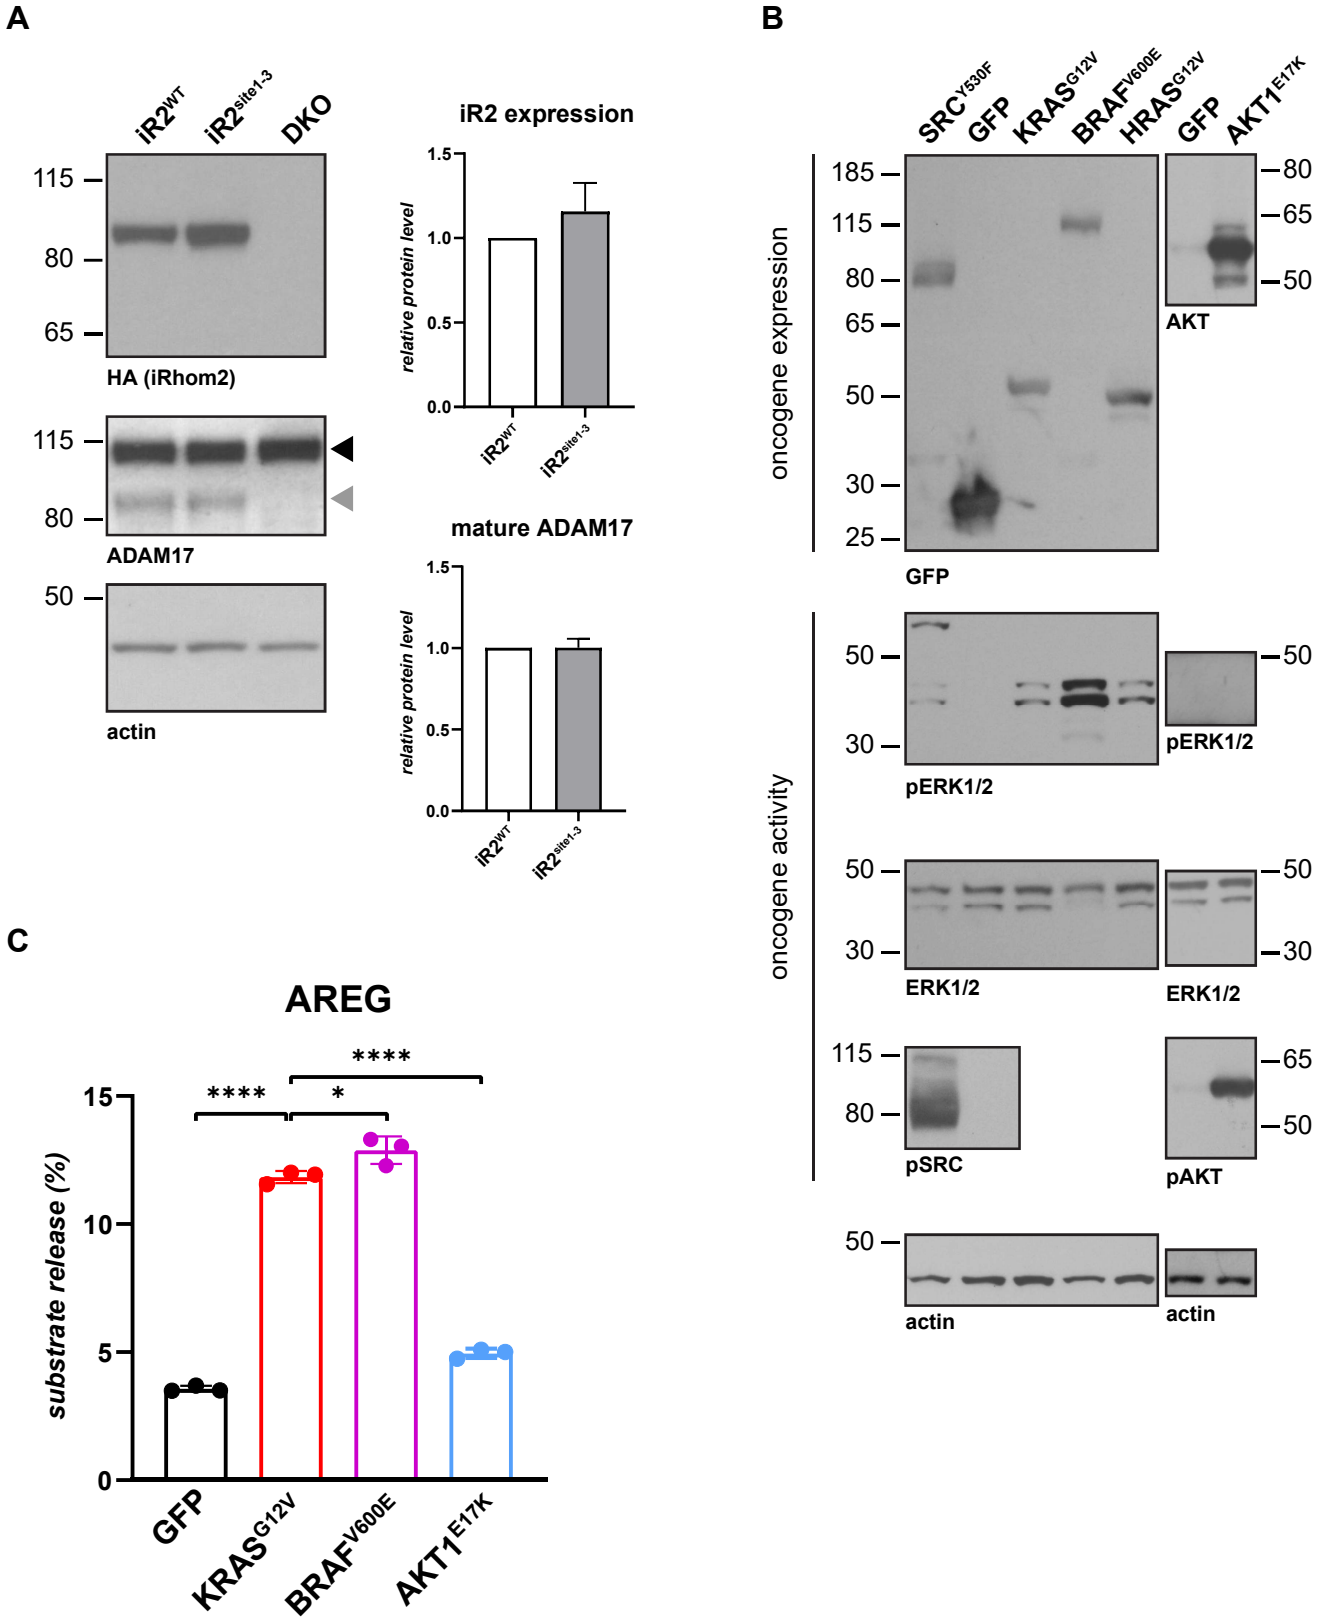 A
iR2WT
iR2site1-3
DKO
115
80
65
HA (iRhom2)
115
80
ADAM17
50
actin
iR2 expression
relative protein level
1.5
1.0
0.5
0.0
iR2WT
iR2site1-3
mature ADAM17
relative protein level
1.5
1.0
0.5
0.0
iR2WT
iR2site1-3
B
SRCY530F
GFP
KRASG12V
BRAFV600E
HRASG12V
GFP
AKT1E17K
oncogene expression
185
115
80
65
50
30
25
GFP
80
65
50
AKT
oncogene activity
50
30
pERK1/2
50
pERK1/2
50
30
ERK1/2
50
30
ERK1/2
115
80
pSRC
65
50
pAKT
50
actin
actin
C
AREG
****
****
*
substrate release (%)
15
10
5
0
GFP
KRASG12V
BRAFV600E
AKT1E17K